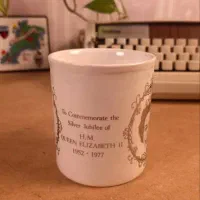 To Commemorate the
Silver Jubilee of
H.M.
QUEEN ELIZABETH II
1952 - 1977